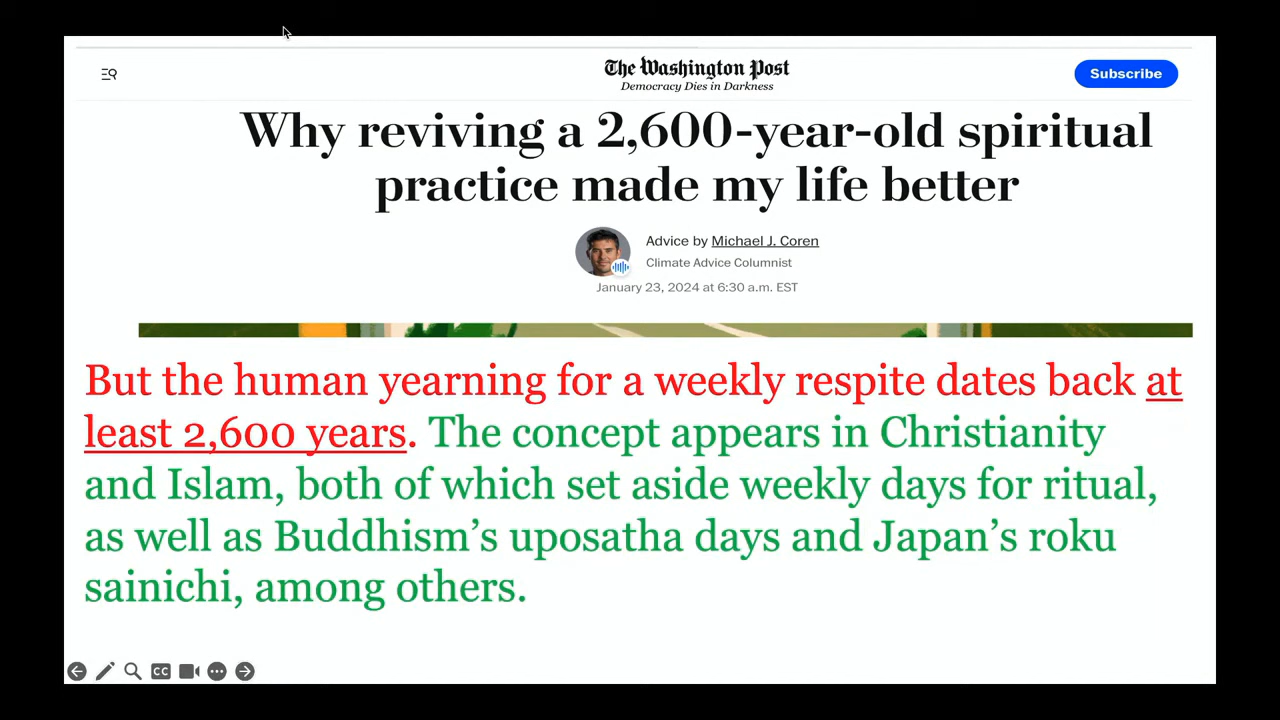 The Washington Post
Democracy Dies in Darkness
Subscribe
Why reviving a 2,600-year-old spiritual
practice made my life better
Advice by Michael J. Coren
Climate Advice Columnist
January 23, 2024 at 6:30 a.m. EST
But the human yearning for a weekly respite dates back at
least 2,600 years. The concept appears in Christianity
and Islam, both of which set aside weekly days for ritual,
as well as Buddhism’s uposatha days and Japan’s roku
sainichi, among others.
CC